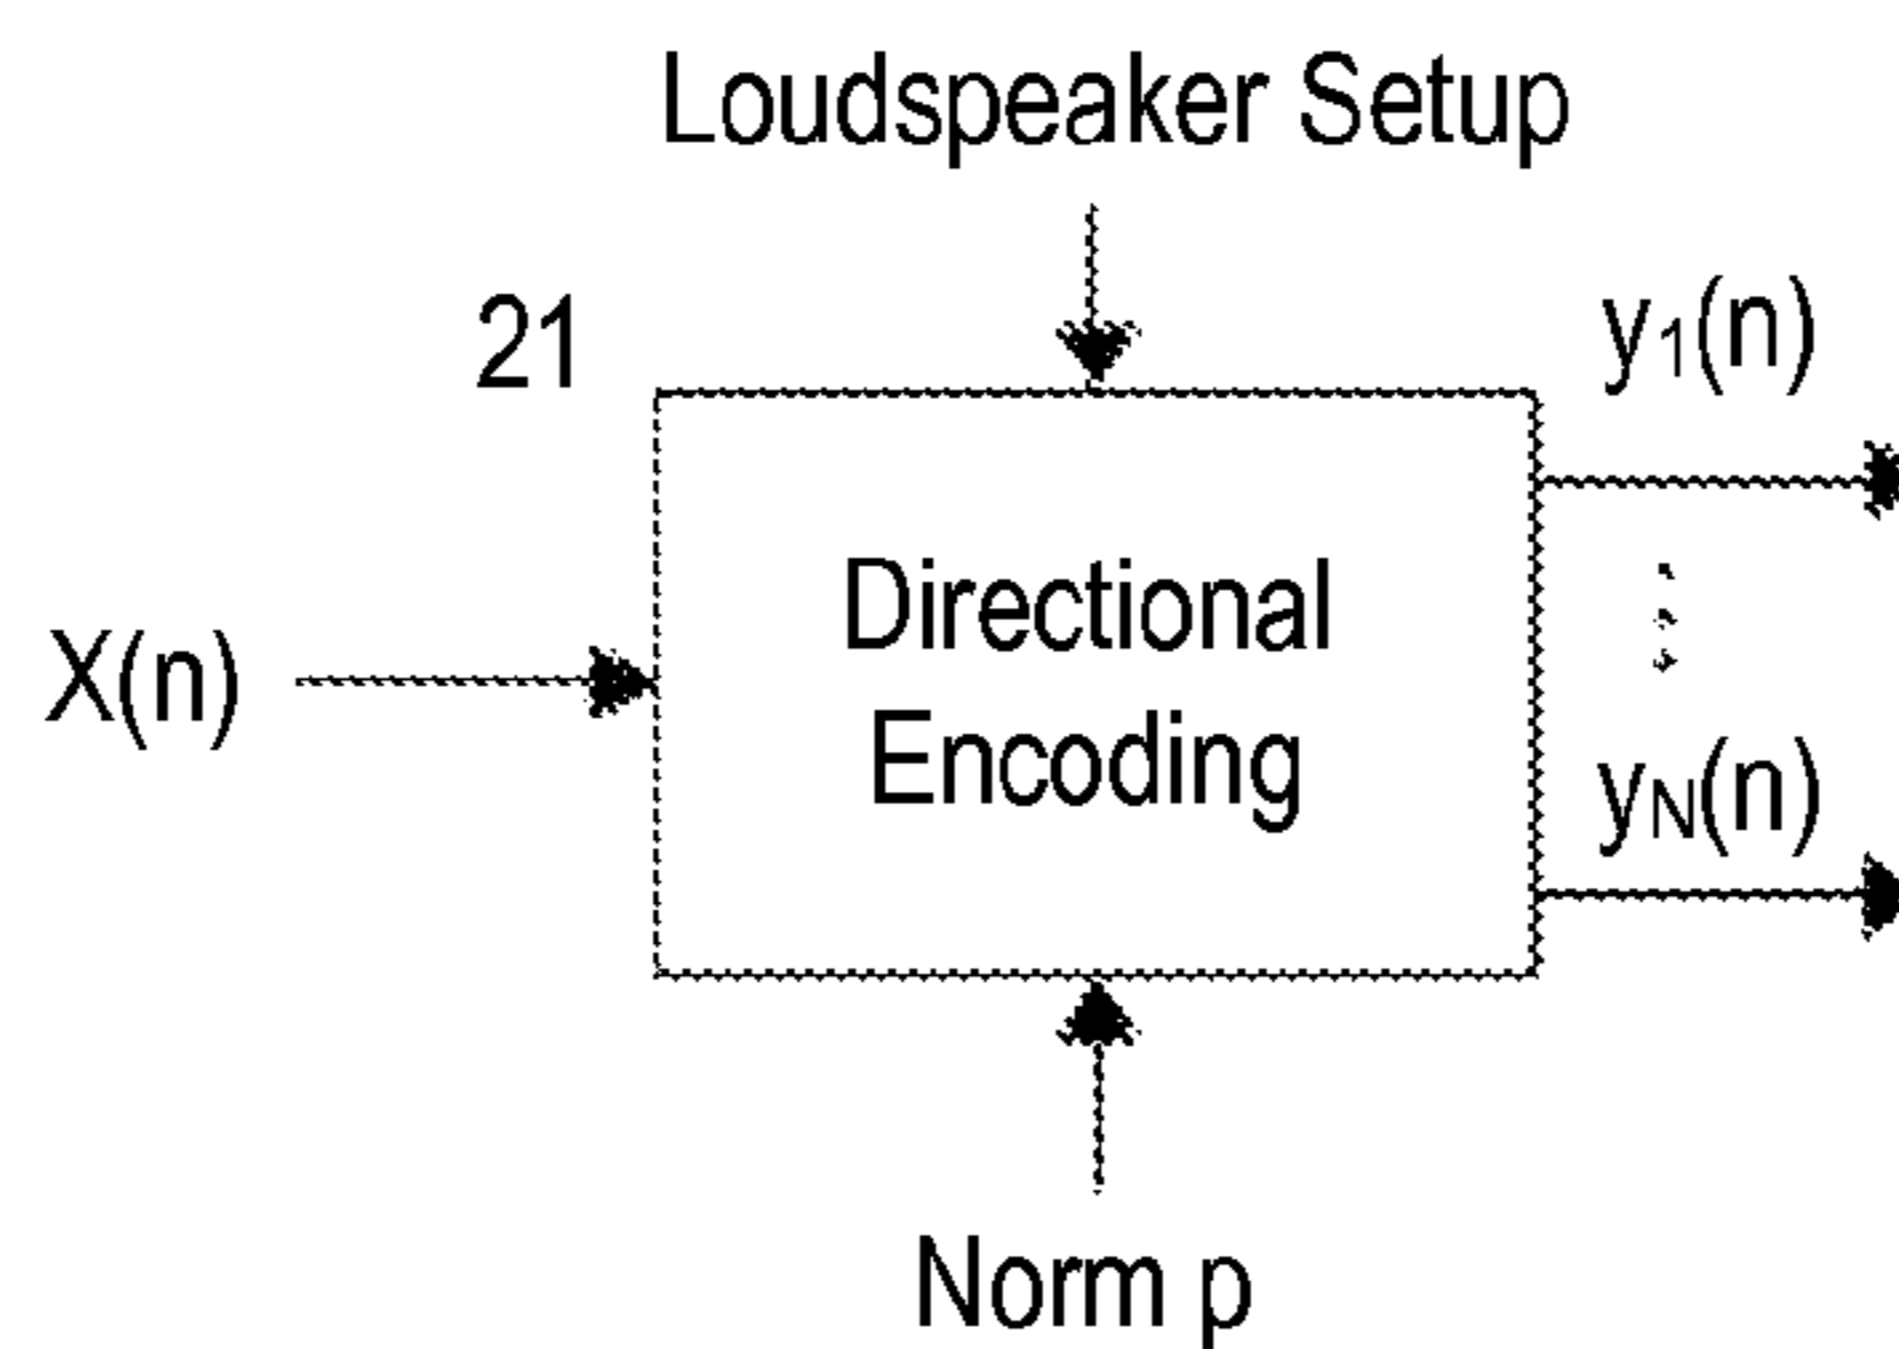 Loudspeaker Setup
21
y1(n)
Directional
X(n)
Encoding
yN(n)
Norm p